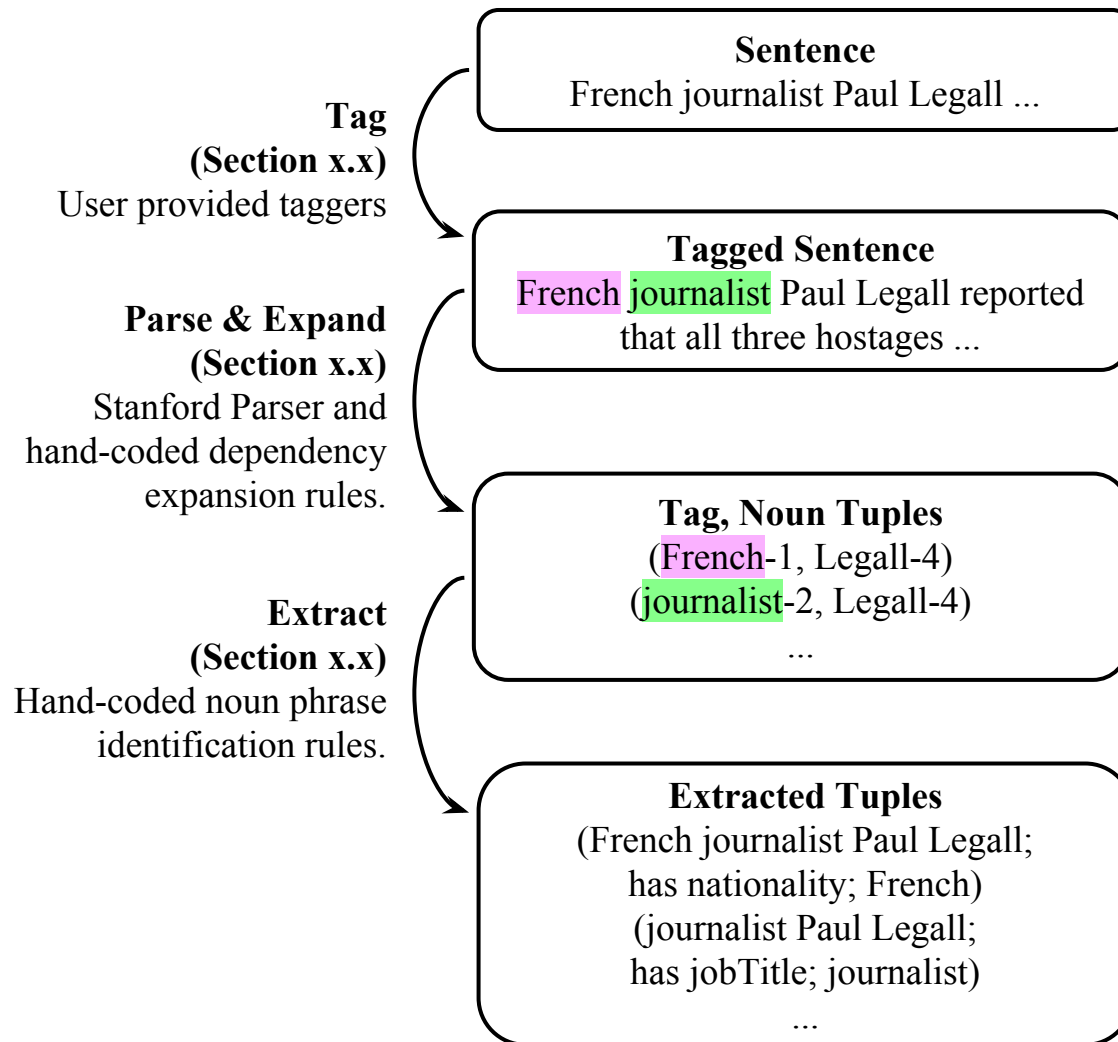 Sentence
French journalist Paul Legall ...
Tag
(Section x.x)
User provided taggers
Tagged Sentence
French journalist Paul Legall reported
that all three hostages ...
Parse & Expand
(Section x.x)
Stanford Parser and
hand-coded dependency
expansion rules.
Tag, Noun Tuples
(French-1, Legall-4)
(journalist-2, Legall-4)
...
Extract
(Section x.x)
Hand-coded noun phrase
identification rules.
Extracted Tuples
(French journalist Paul Legall;
has nationality; French)
(journalist Paul Legall;
has jobTitle; journalist)
...